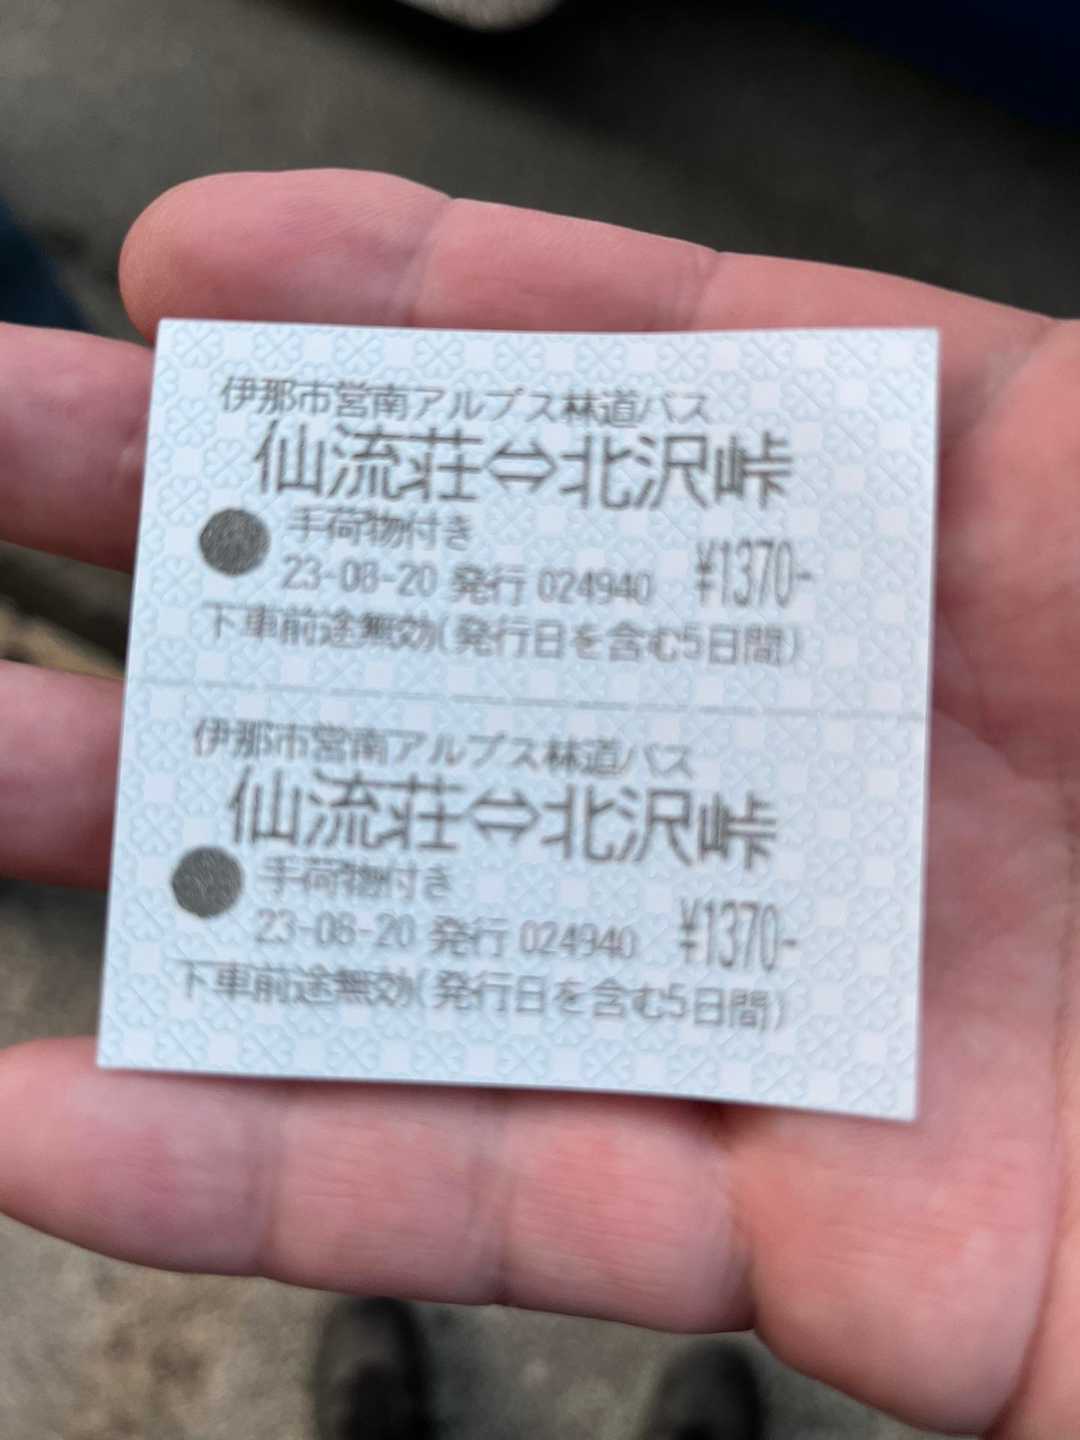 伊那市営南アルプス林道バス
仙流荘⇔北沢峠
手荷物付き
23-08-20 発行 024940 ¥1370-
下車前途無効(発行日を含む5日間)
伊那市営南アルプス林道バス
仙流荘⇔北沢峠
手荷物付き
23-08-20 発行 024940 ¥1370-
下車前途無効(発行日を含む5日間)